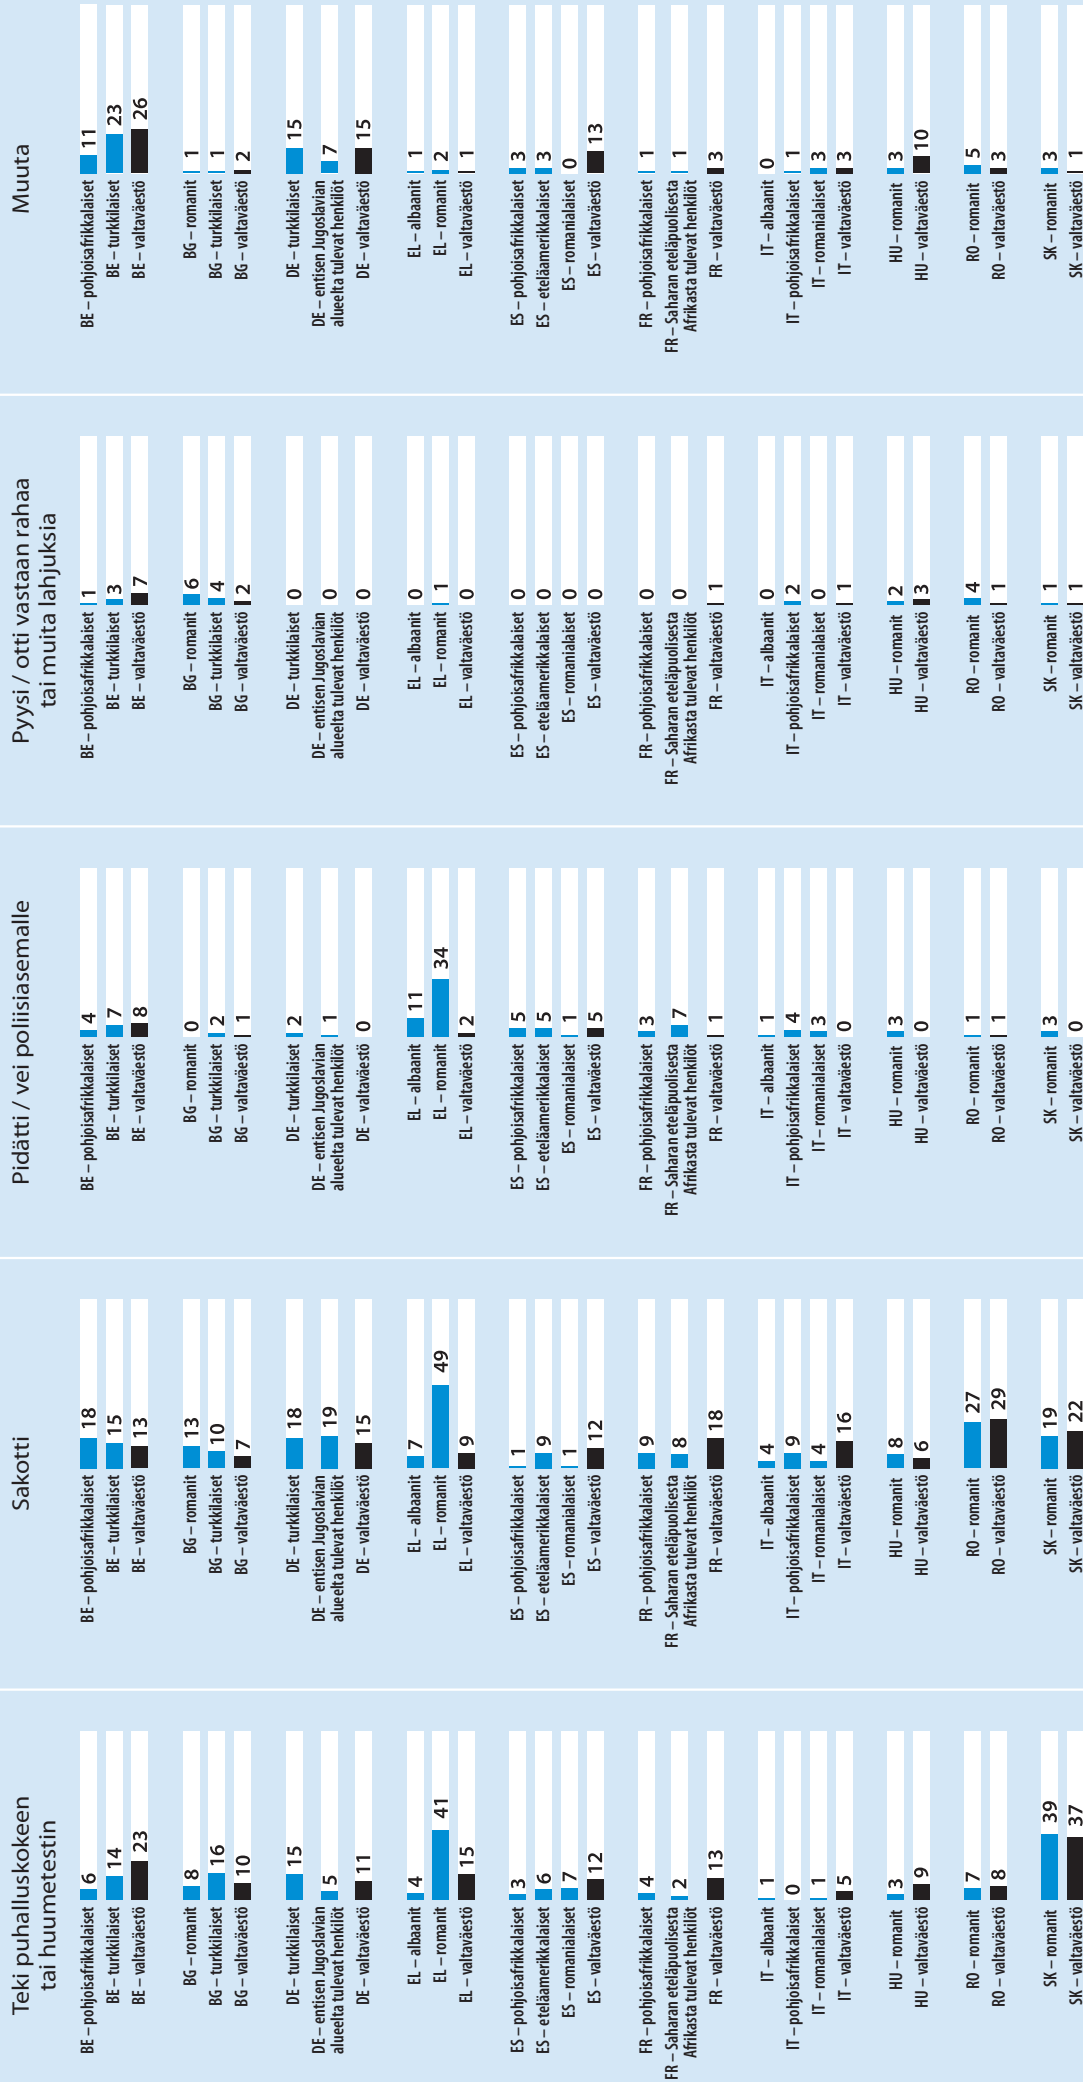 Teki puhalluskokeen
tai huumetestin
BE – pohjoisafrikkalaiset 6
BE – turkkilaiset 14
BE – valtaväestö 23
BG – romanit 8
BG – turkkilaiset 16
BG – valtaväestö 10
DE – turkkilaiset 15
DE – entisen Jugoslavian
alueelta tulevat henkilöt 5
DE – valtaväestö 11
EL – albaanit 4
EL – romanit 41
EL – valtaväestö 15
ES – pohjoisafrikkalaiset 3
ES – eteläamerikkalaiset 6
ES – romanialaiset 7
ES – valtaväestö 12
FR – pohjoisafrikkalaiset 4
FR – Saharan eteläpuolisesta
Afrikasta tulevat henkilöt 2
FR – valtaväestö 13
IT – albaanit 1
IT – pohjoisafrikkalaiset 0
IT – romanialaiset 1
IT – valtaväestö 5
HU – romanit 3
HU – valtaväestö 9
RO – romanit 7
RO – valtaväestö 8
SK – romanit 39
SK – valtaväestö 37
Sakotti
BE – pohjoisafrikkalaiset 18
BE – turkkilaiset 15
BE – valtaväestö 13
BG – romanit 13
BG – turkkilaiset 10
BG – valtaväestö 7
DE – turkkilaiset 18
DE – entisen Jugoslavian
alueelta tulevat henkilöt 19
DE – valtaväestö 15
EL – albaanit 7
EL – romanit 49
EL – valtaväestö 9
ES – pohjoisafrikkalaiset 1
ES – eteläamerikkalaiset 9
ES – romanialaiset 1
ES – valtaväestö 12
FR – pohjoisafrikkalaiset 9
FR – Saharan eteläpuolisesta
Afrikasta tulevat henkilöt 8
FR – valtaväestö 18
IT – albaanit 4
IT – pohjoisafrikkalaiset 9
IT – romanialaiset 4
IT – valtaväestö 16
HU – romanit 8
HU – valtaväestö 6
RO – romanit 27
RO – valtaväestö 29
SK – romanit 19
SK – valtaväestö 22
Pidätti / vei poliisiasemalle
BE – pohjoisafrikkalaiset 4
BE – turkkilaiset 7
BE – valtaväestö 8
BG – romanit 0
BG – turkkilaiset 2
BG – valtaväestö 1
DE – turkkilaiset 2
DE – entisen Jugoslavian
alueelta tulevat henkilöt 1
DE – valtaväestö 0
EL – albaanit 11
EL – romanit 34
EL – valtaväestö 2
ES – pohjoisafrikkalaiset 5
ES – eteläamerikkalaiset 5
ES – romanialaiset 1
ES – valtaväestö 5
FR – pohjoisafrikkalaiset 3
FR – Saharan eteläpuolisesta
Afrikasta tulevat henkilöt 7
FR – valtaväestö 1
IT – albaanit 1
IT – pohjoisafrikkalaiset 4
IT – romanialaiset 3
IT – valtaväestö 0
HU – romanit 3
HU – valtaväestö 0
RO – romanit 1
RO – valtaväestö 1
SK – romanit 3
SK – valtaväestö 0
Pyysi / otti vastaan rahaa
tai muita lahjuksia
BE – pohjoisafrikkalaiset 1
BE – turkkilaiset 3
BE – valtaväestö 7
BG – romanit 6
BG – turkkilaiset 4
BG – valtaväestö 2
DE – turkkilaiset 0
DE – entisen Jugoslavian
alueelta tulevat henkilöt 0
DE – valtaväestö 0
EL – albaanit 0
EL – romanit 1
EL – valtaväestö 0
ES – pohjoisafrikkalaiset 0
ES – eteläamerikkalaiset 0
ES – romanialaiset 0
ES – valtaväestö 0
FR – pohjoisafrikkalaiset 0
FR – Saharan eteläpuolisesta
Afrikasta tulevat henkilöt 0
FR – valtaväestö 1
IT – albaanit 0
IT – pohjoisafrikkalaiset 2
IT – romanialaiset 0
IT – valtaväestö 1
HU – romanit 2
HU – valtaväestö 3
RO – romanit 4
RO – valtaväestö 1
SK – romanit 1
SK – valtaväestö 1
Muuta
BE – pohjoisafrikkalaiset 11
BE – turkkilaiset 23
BE – valtaväestö 26
BG – romanit 1
BG – turkkilaiset 1
BG – valtaväestö 2
DE – turkkilaiset 15
DE – entisen Jugoslavian
alueelta tulevat henkilöt 7
DE – valtaväestö 15
EL – albaanit 1
EL – romanit 2
EL – valtaväestö 1
ES – pohjoisafrikkalaiset 3
ES – eteläamerikkalaiset 3
ES – romanialaiset 0
ES – valtaväestö 13
FR – pohjoisafrikkalaiset 1
FR – Saharan eteläpuolisesta
Afrikasta tulevat henkilöt 1
FR – valtaväestö 3
IT – albaanit 0
IT – pohjoisafrikkalaiset 1
IT – romanialaiset 3
IT – valtaväestö 3
HU – romanit 3
HU – valtaväestö 10
RO – romanit 5
RO – valtaväestö 3
SK – romanit 3
SK – valtaväestö 1